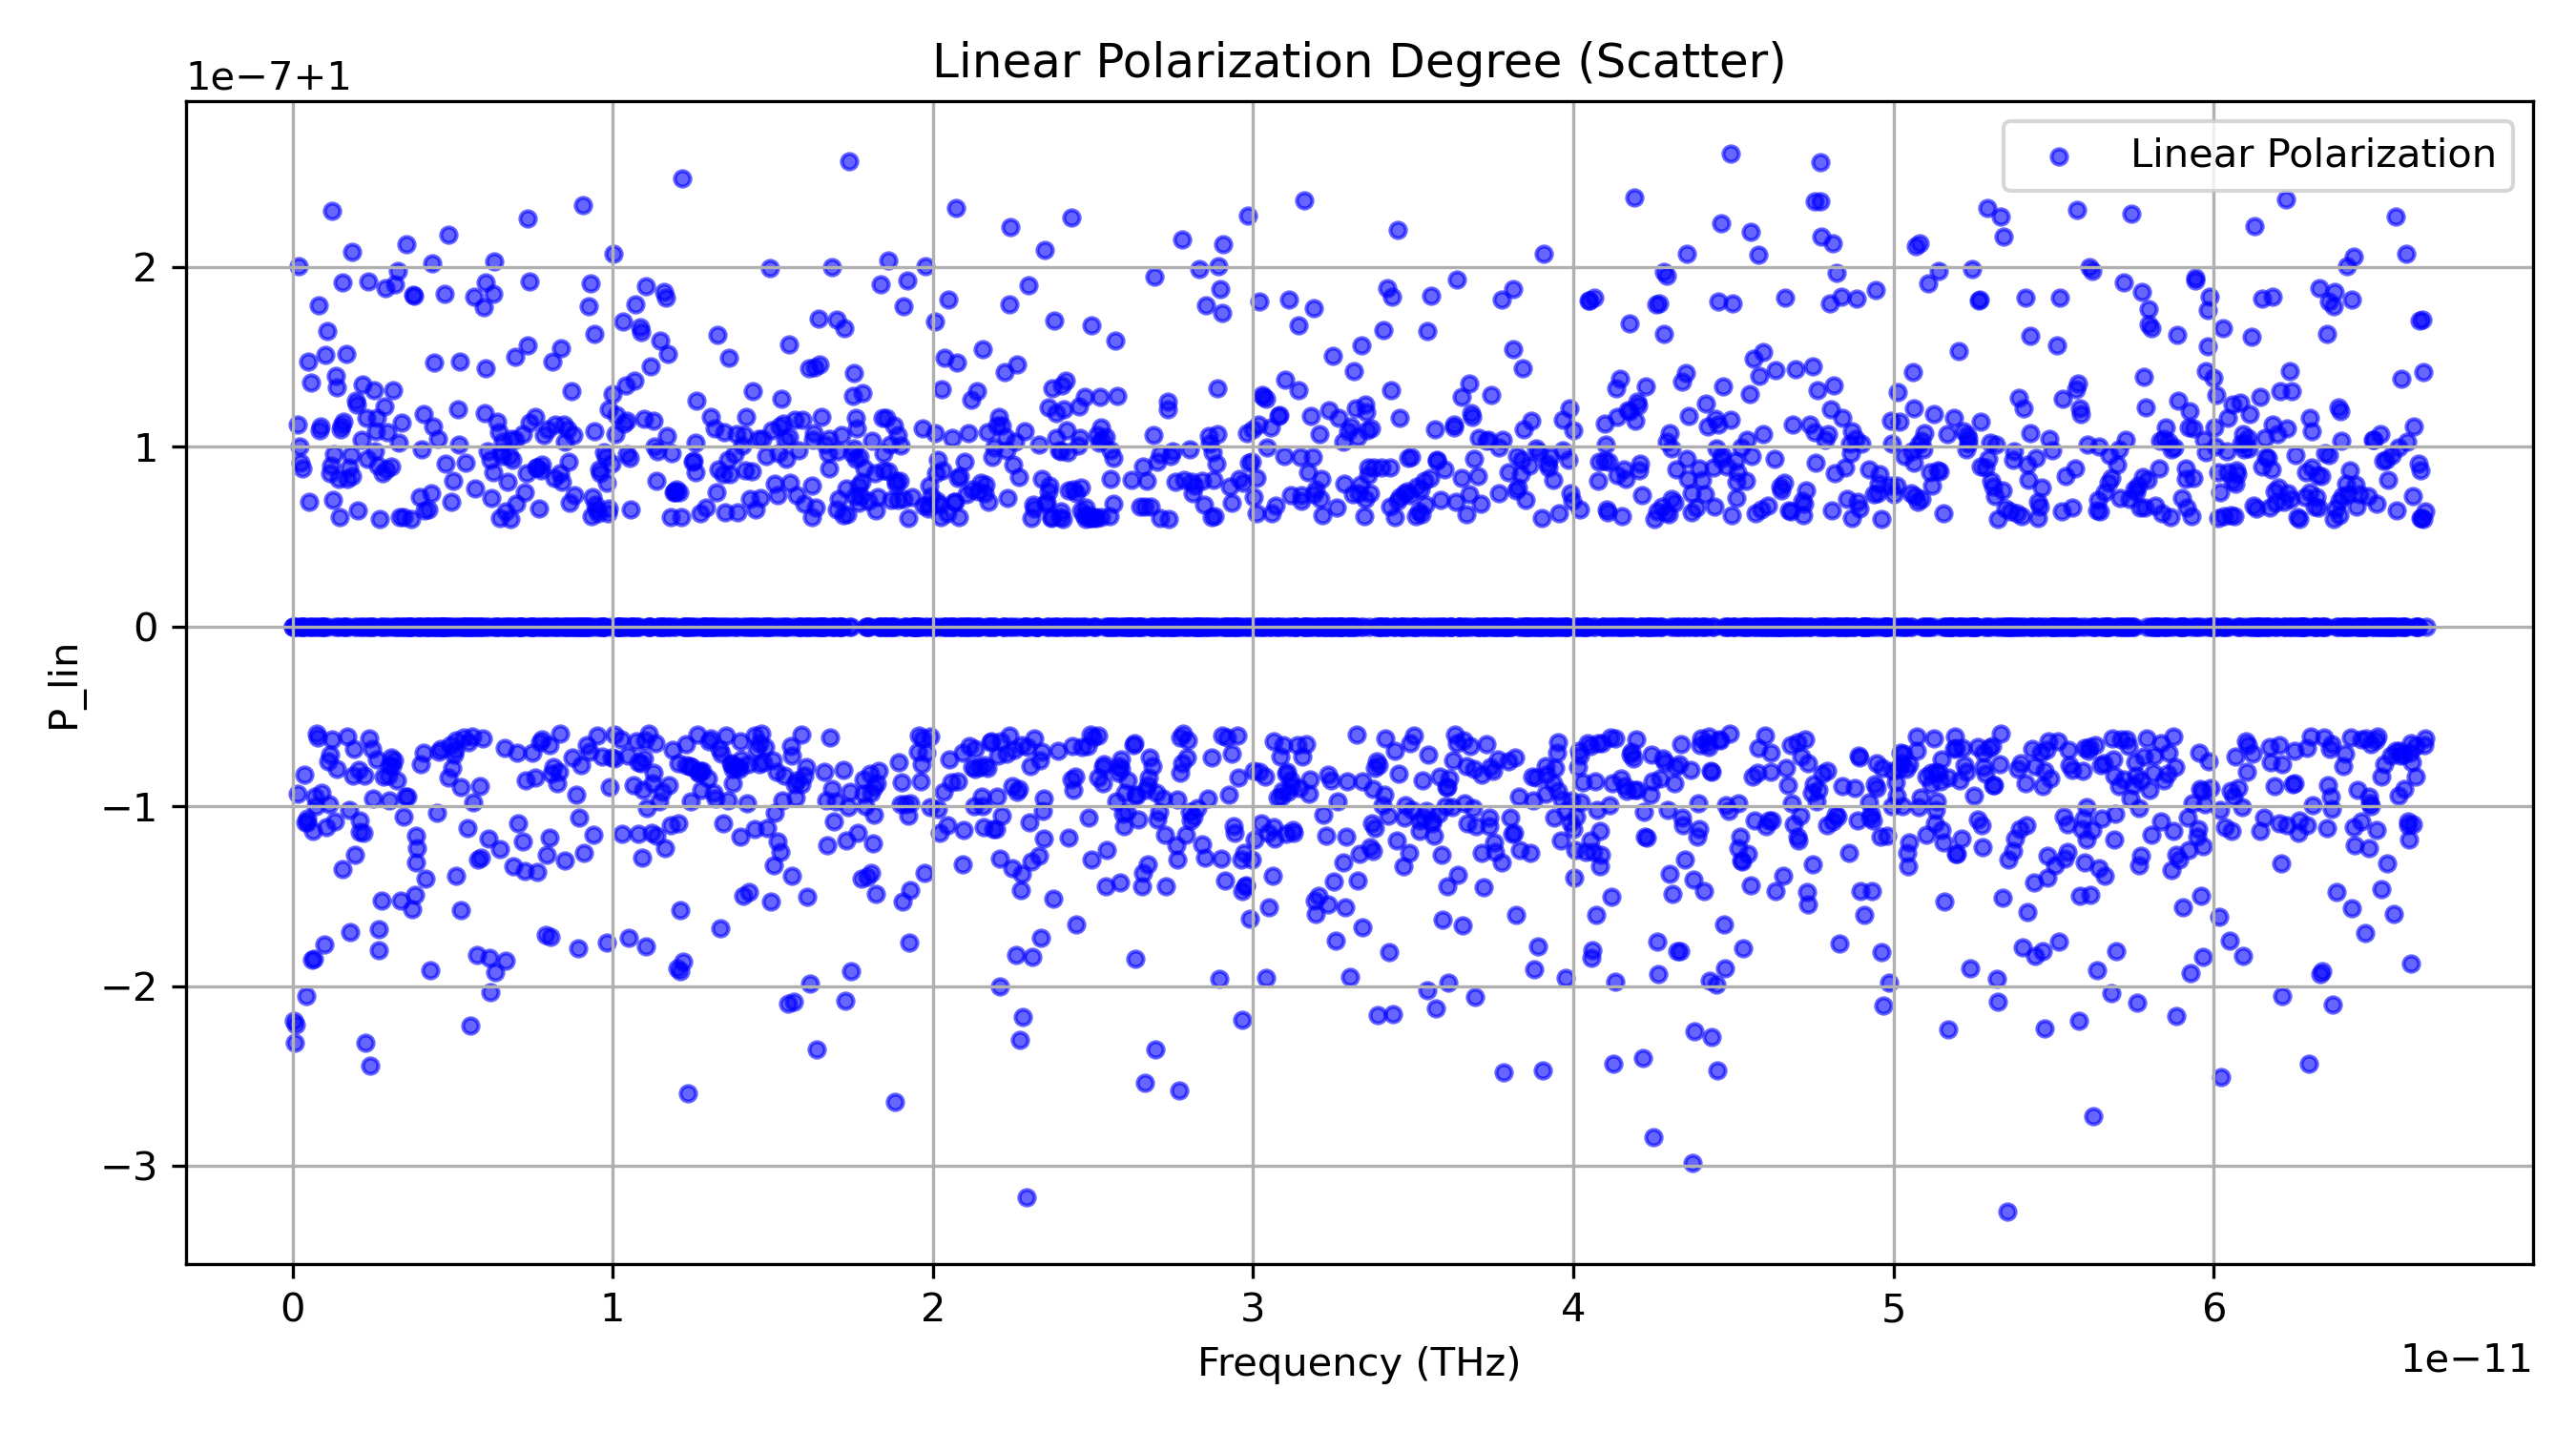 Linear Polarization Degree (Scatter)
1e−7+1
Linear Polarization
2
1
0
−1
−2
−3
P_lin
0 1 2 3 4 5 6
Frequency (THz)
1e−11